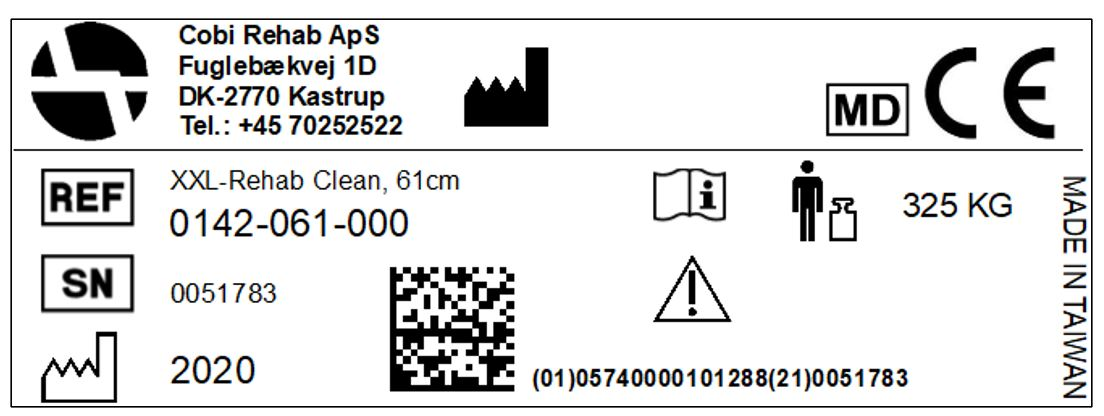 Cobi Rehab ApS
Fuglebækvej 1D
DK-2770 Kastrup
Tel.: +45 70252522
MD CE
REF
XXL-Rehab Clean, 61cm
0142-061-000
325 KG
SN
0051783
2020
(01)05740000101288(21)0051783
MADE IN TAIWAN